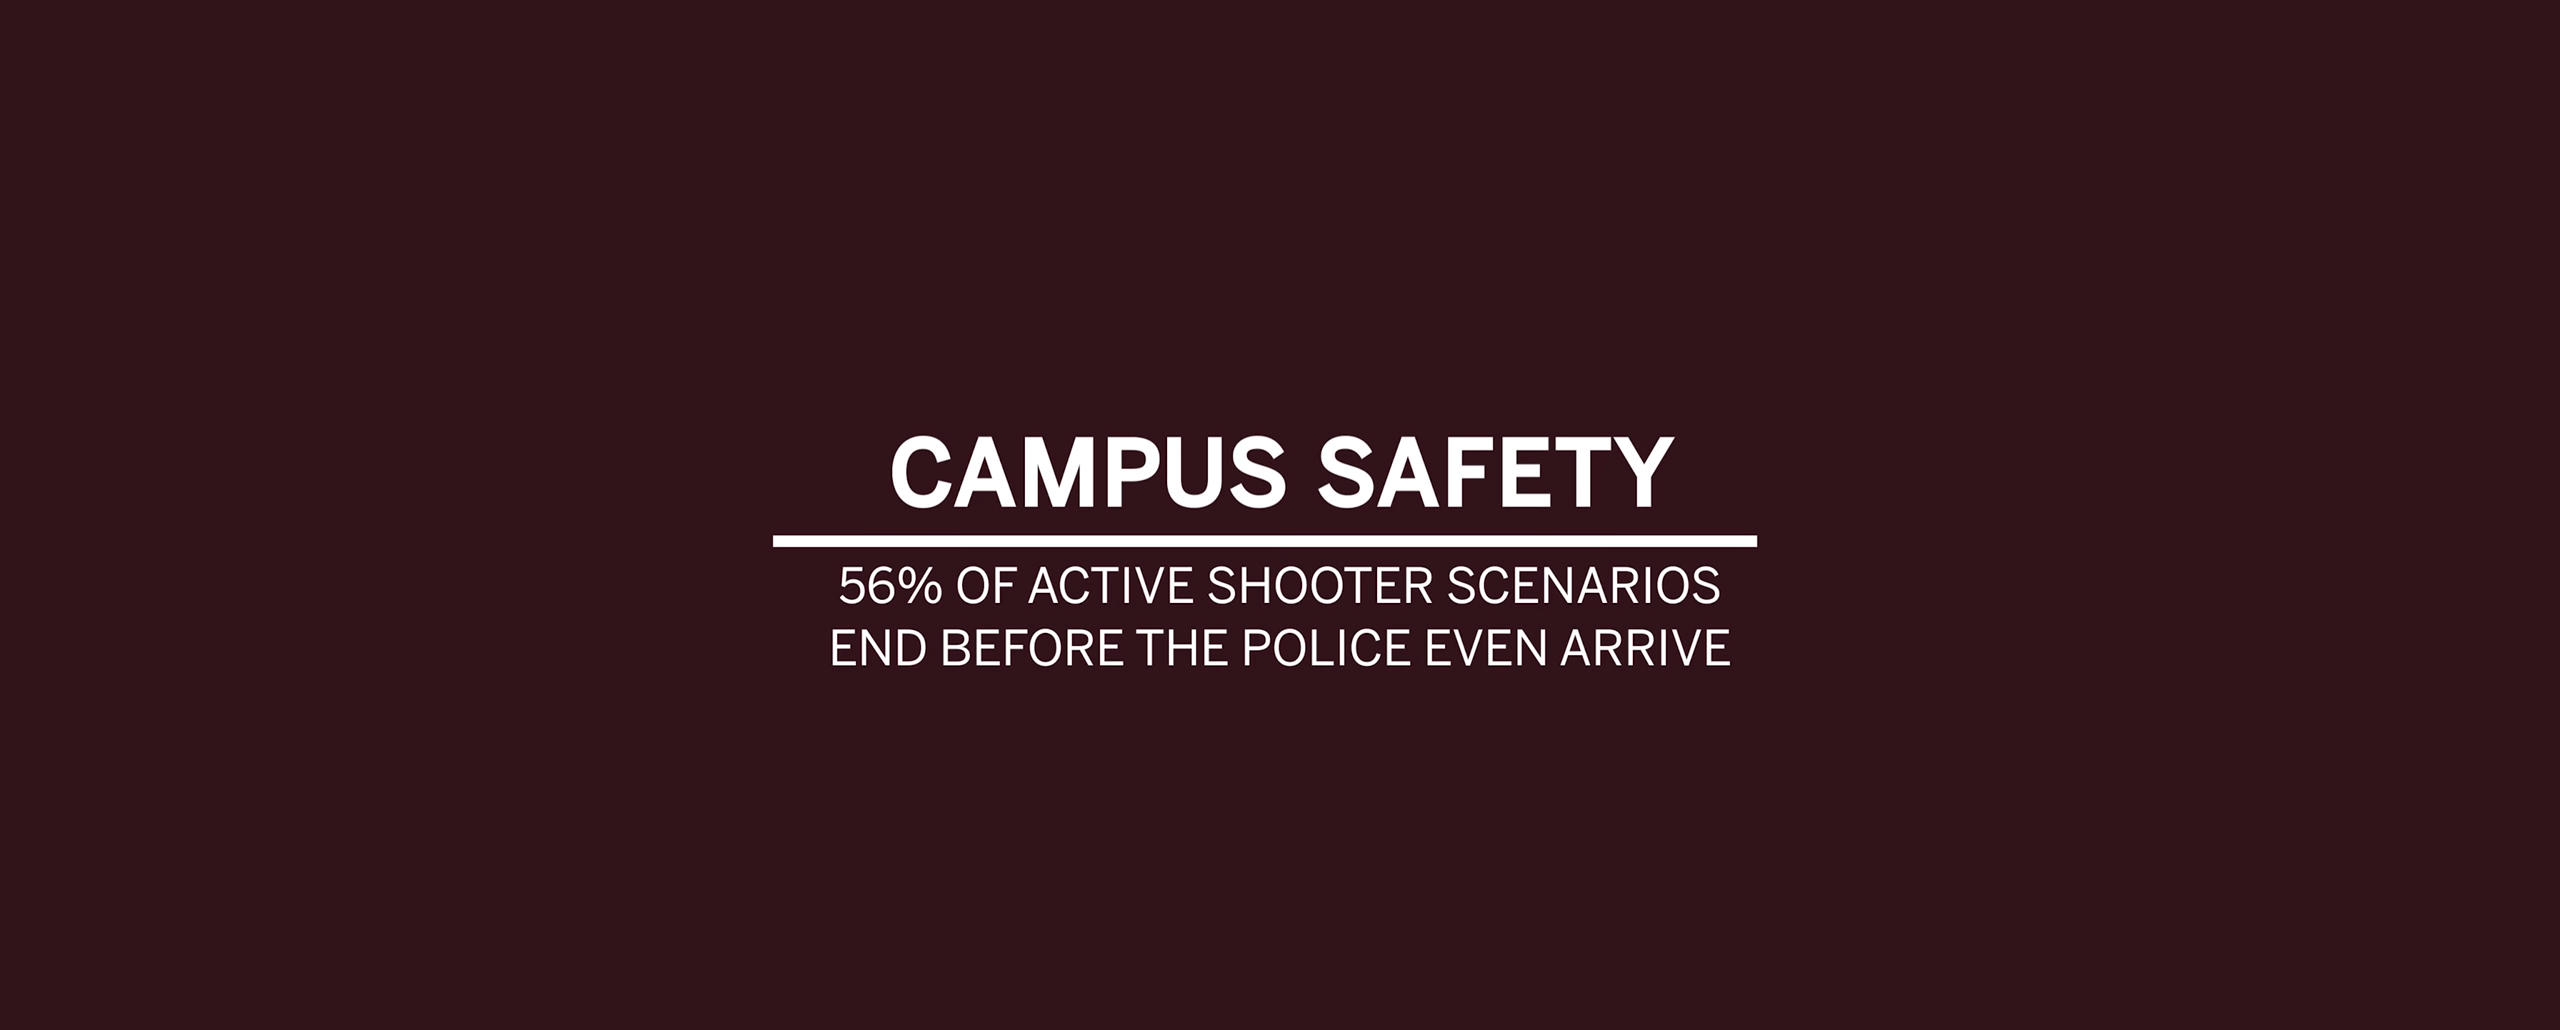 CAMPUS SAFETY
56% OF ACTIVE SHOOTER SCENARIOS
END BEFORE THE POLICE EVEN ARRIVE